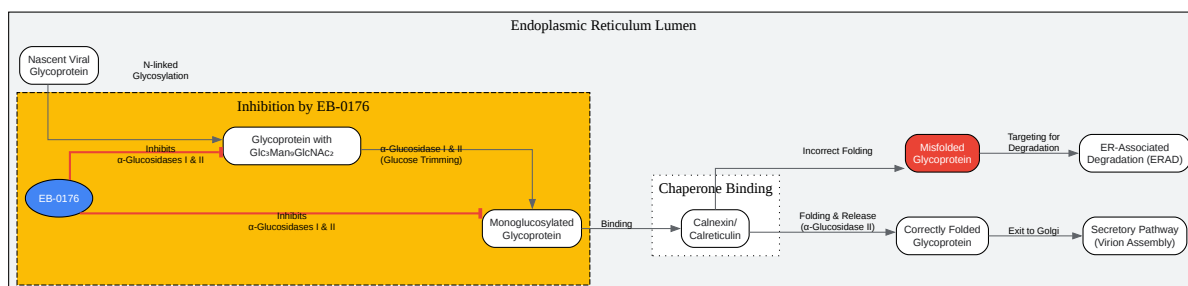 Endoplasmic Reticulum Lumen
Nascent Viral
Glycoprotein
N-linked
Glycosylation
Inhibition by EB-0176
Glycoprotein with
Glc₃Man₉GlcNAc₂
α-Glucosidase I & II
(Glucose Trimming)
Inhibits
α-Glucosidases I & II
EB-0176
Inhibits
α-Glucosidases I & II
Monoglucosylated
Glycoprotein
Binding
Chaperone Binding
Calnexin/
Calreticulin
Incorrect Folding
Misfolded
Glycoprotein
Targeting for
Degradation
ER-Associated
Degradation (ERAD)
Folding & Release
(α-Glucosidase II)
Correctly Folded
Glycoprotein
Exit to Golgi
Secretory Pathway
(Virion Assembly)